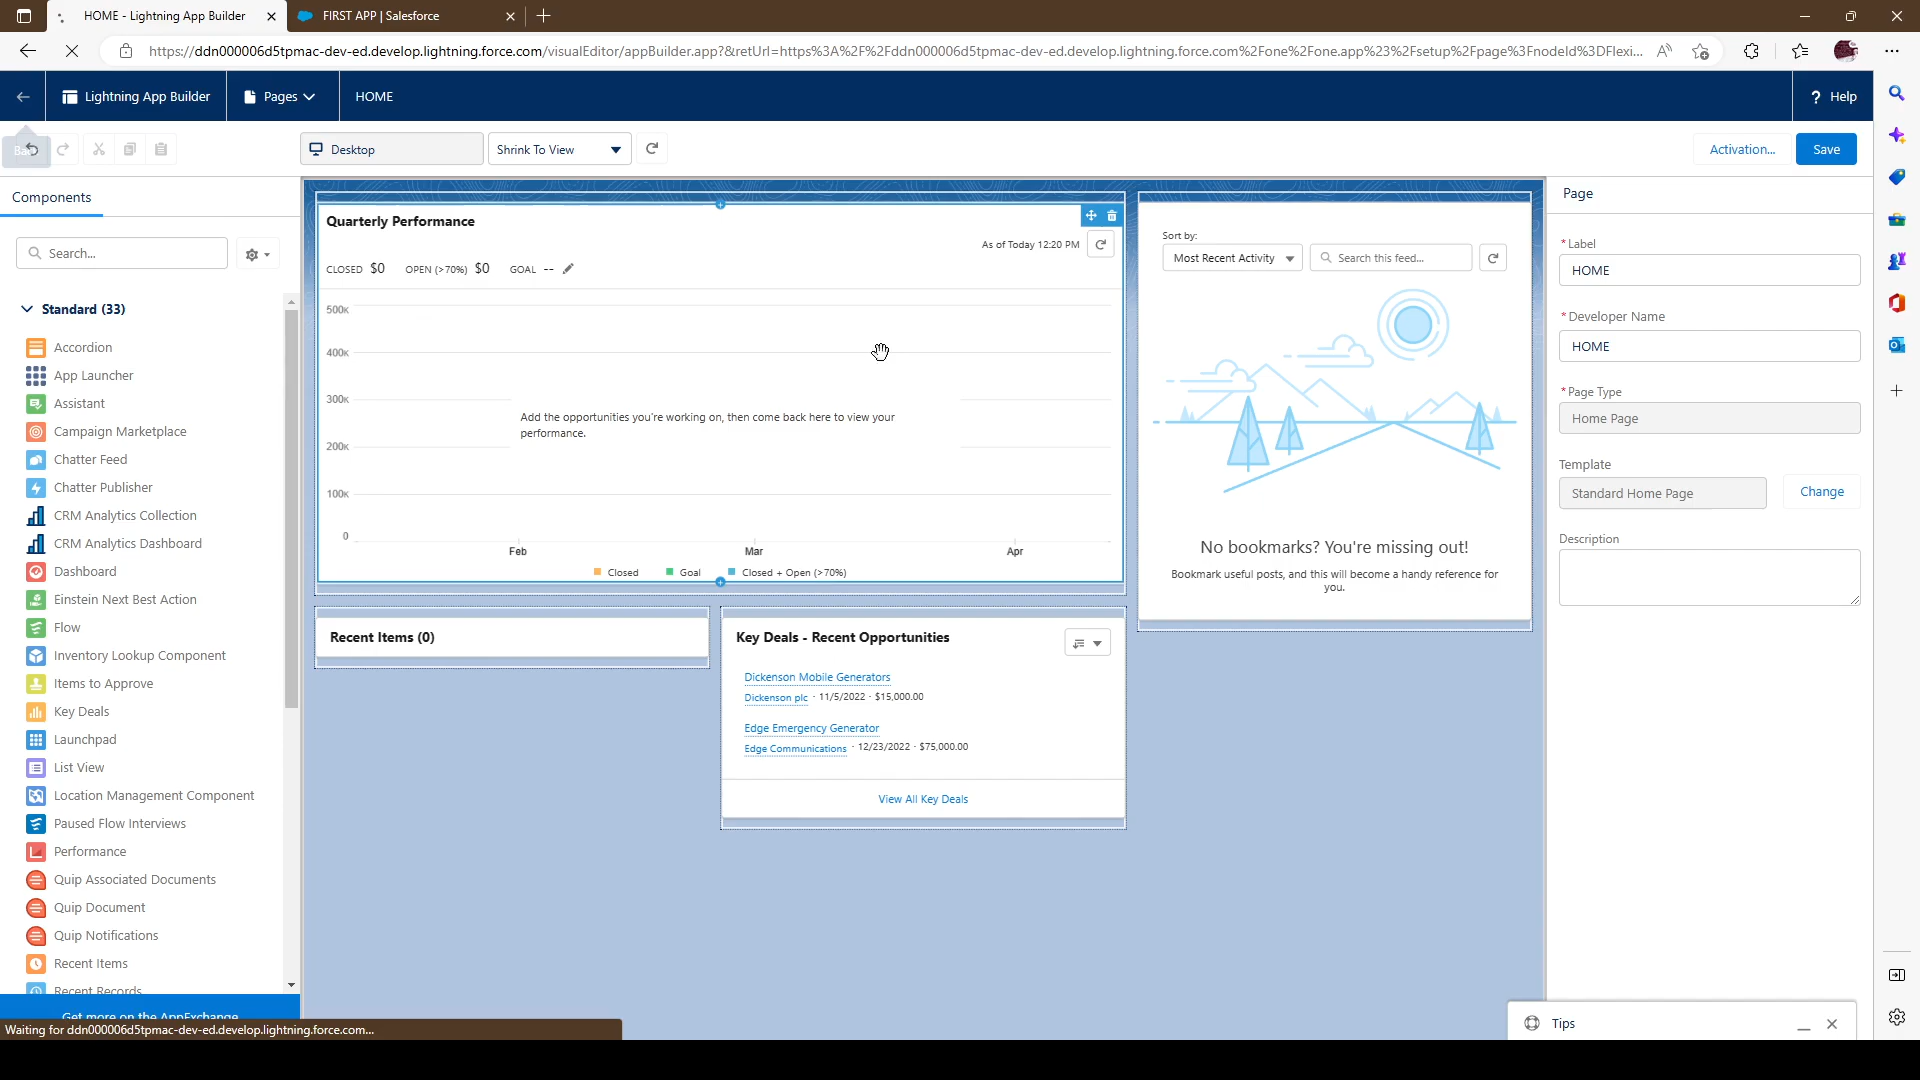 HOME - Lightning App Builder
FIRST APP | Salesforce
https://ddn000006d5tpmac-dev-ed.develop.lightning.force.com/visualEditor/appBuilder.app?&retUrl=https%3A%2F%2Fddn000006d5tpmac-dev-ed.develop.lightning.force.com%2Fone%2Fone.app%23%2Fsetup%2Fpage%3FnodeId%3DFlexi...
Lightning App Builder
Pages
HOME
? Help
Desktop
Shrink To View
Activation...
Save
Components
Search...
Standard (33)
Accordion
App Launcher
Assistant
Campaign Marketplace
Chatter Feed
Chatter Publisher
CRM Analytics Collection
CRM Analytics Dashboard
Dashboard
Einstein Next Best Action
Flow
Inventory Lookup Component
Items to Approve
Key Deals
Launchpad
List View
Location Management Component
Paused Flow Interviews
Performance
Quip Associated Documents
Quip Document
Quip Notifications
Recent Items
Recent Records
Get more on the AppExchange
Waiting for ddn000006d5tpmac-dev-ed.develop.lightning.force.com...
Quarterly Performance
As of Today 12:20 PM
CLOSED $0 OPEN (>70%) $0 GOAL --
500K
400K
300K
200K
100K
0
Add the opportunities you're working on, then come back here to view your
performance.
Feb Mar Apr
Closed Goal Closed + Open (>70%)
Recent Items (0)
Key Deals - Recent Opportunities
Dickenson Mobile Generators
Dickenson plc · 11/5/2022 · $15,000.00
Edge Emergency Generator
Edge Communications · 12/23/2022 · $75,000.00
View All Key Deals
Sort by:
Most Recent Activity
Search this feed...
No bookmarks? You're missing out!
Bookmark useful posts, and this will become a handy reference for
you.
Page
* Label
HOME
* Developer Name
HOME
* Page Type
Home Page
Template
Standard Home Page
Change
Description
Tips